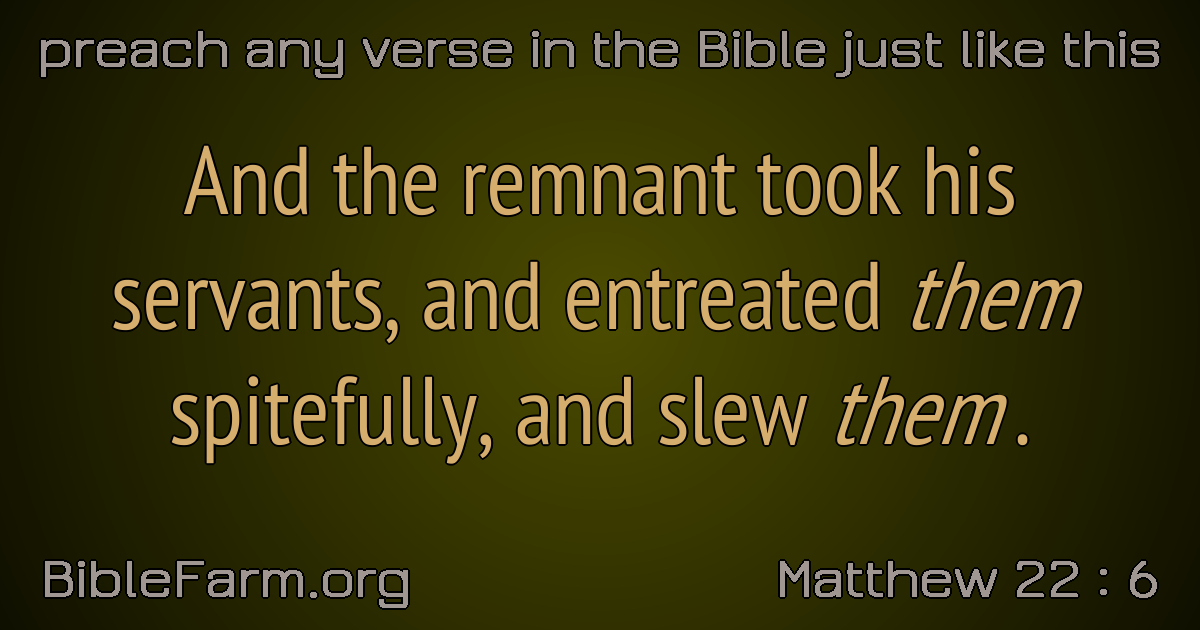 preach any verse in the Bible just like this
And the remnant took his
servants, and entreated them
spitefully, and slew them.
BibleFarm.org
Matthew 22 : 6